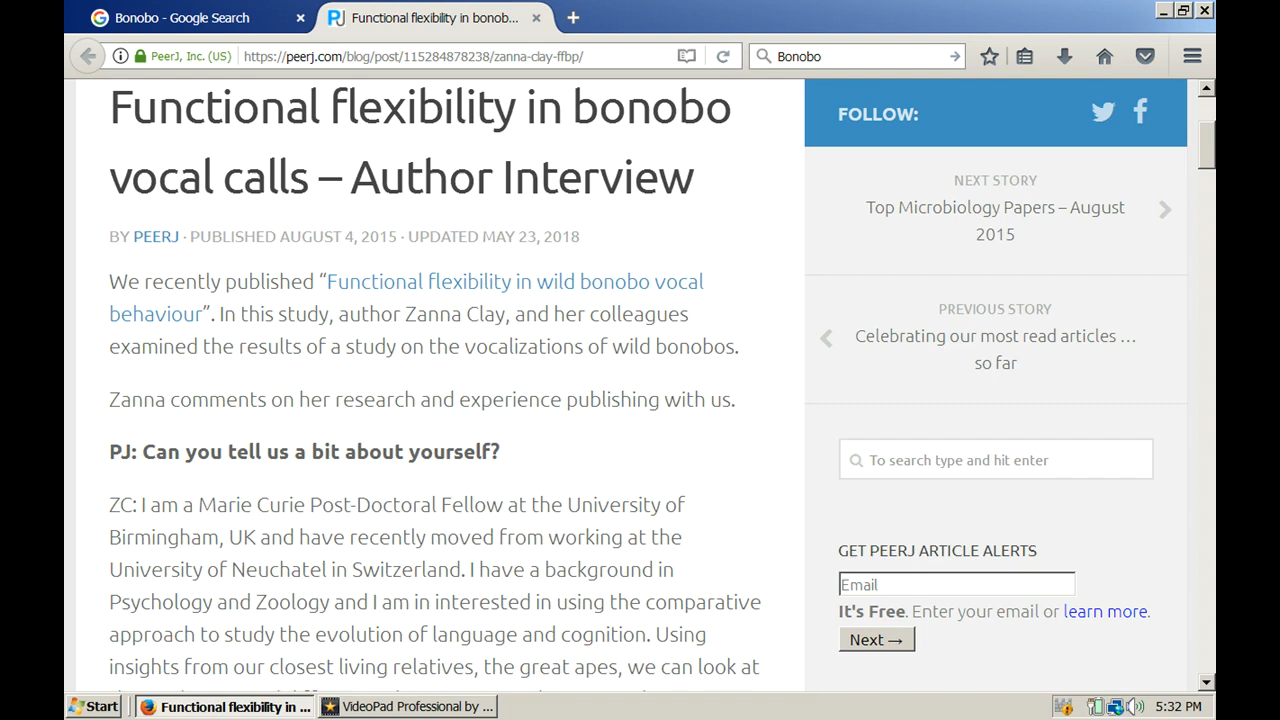 Bonobo - Google Search
Functional flexibility in bonob...
PeerJ, Inc. (US)
https://peerj.com/blog/post/115284878238/zanna-clay-ffbp/
Bonobo
Functional flexibility in bonobo
vocal calls – Author Interview
BY PEERJ · PUBLISHED AUGUST 4, 2015 · UPDATED MAY 23, 2018
We recently published “Functional flexibility in wild bonobo vocal
behaviour”. In this study, author Zanna Clay, and her colleagues
examined the results of a study on the vocalizations of wild bonobos.
Zanna comments on her research and experience publishing with us.
PJ: Can you tell us a bit about yourself?
ZC: I am a Marie Curie Post-Doctoral Fellow at the University of
Birmingham, UK and have recently moved from working at the
University of Neuchatel in Switzerland. I have a background in
Psychology and Zoology and I am in interested in using the comparative
approach to study the evolution of language and cognition. Using
insights from our closest living relatives, the great apes, we can look at
FOLLOW:
NEXT STORY
Top Microbiology Papers – August
2015
PREVIOUS STORY
Celebrating our most read articles …
so far
To search type and hit enter
GET PEERJ ARTICLE ALERTS
Email
It's Free. Enter your email or learn more.
Next →
Start
Functional flexibility in ...
VideoPad Professional by ...
5:32 PM